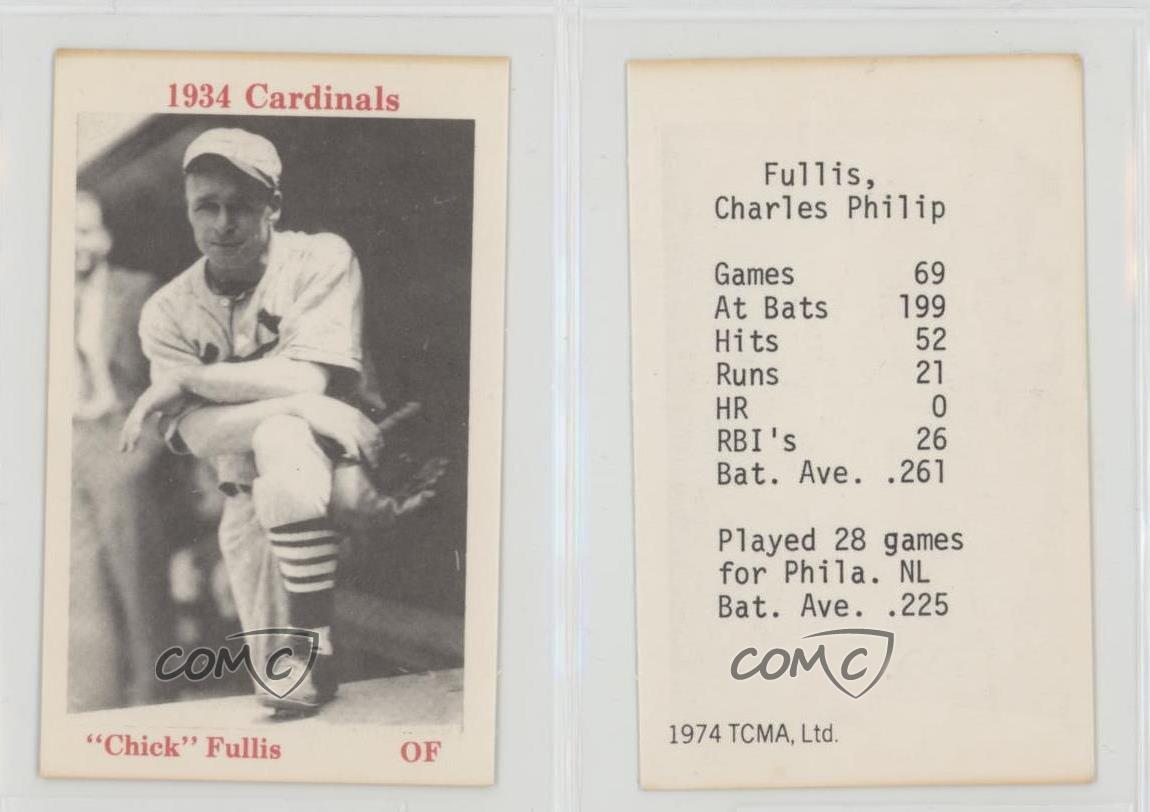 1934 Cardinals
"Chick" Fullis OF
COMC
Fullis,
Charles Philip
Games 69
At Bats 199
Hits 52
Runs 21
HR 0
RBI's 26
Bat. Ave. .261
Played 28 games
for Phila. NL
Bat. Ave. .225
COMC
1974 TCMA, Ltd.